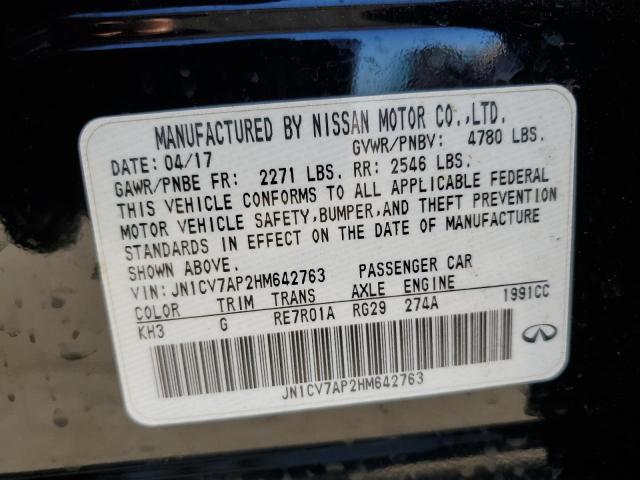 MANUFACTURED BY NISSAN MOTOR CO.,LTD.
DATE: 04/17 GVWR/PNBV: 4780 LBS.
GAWR/PNBE FR: 2271 LBS. RR: 2546 LBS.
THIS VEHICLE CONFORMS TO ALL APPLICABLE FEDERAL
MOTOR VEHICLE SAFETY,BUMPER,AND THEFT PREVENTION
STANDARDS IN EFFECT ON THE DATE OF MANUFACTURE
SHOWN ABOVE.
VIN: JN1CV7AP2HM642763 PASSENGER CAR
COLOR TRIM TRANS AXLE ENGINE
KH3 G RE7R01A RG29 274A 1991CC
JN1CV7AP2HM642763